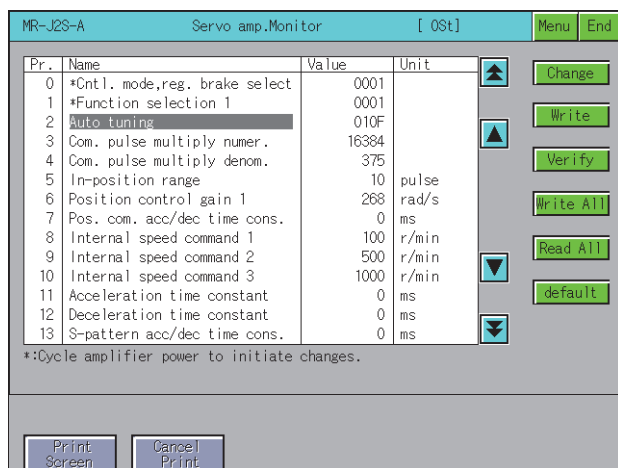 MR-J2S-A Servo amp.Monitor [ 0St] Menu End
Pr. Name Value Unit
0 *Cntl. mode,reg. brake select 0001
1 *Function selection 1 0001
2 Auto tuning 010F
3 Com. pulse multiply numer. 16384
4 Com. pulse multiply denom. 375
5 In-position range 10 pulse
6 Position control gain 1 268 rad/s
7 Pos. com. acc/dec time cons. 0 ms
8 Internal speed command 1 100 r/min
9 Internal speed command 2 500 r/min
10 Internal speed command 3 1000 r/min
11 Acceleration time constant 0 ms
12 Deceleration time constant 0 ms
13 S-pattern acc/dec time cons. 0 ms
*:Cycle amplifier power to initiate changes.
Change
Write
Verify
Write All
Read All
default
Print
Screen
Cancel
Print